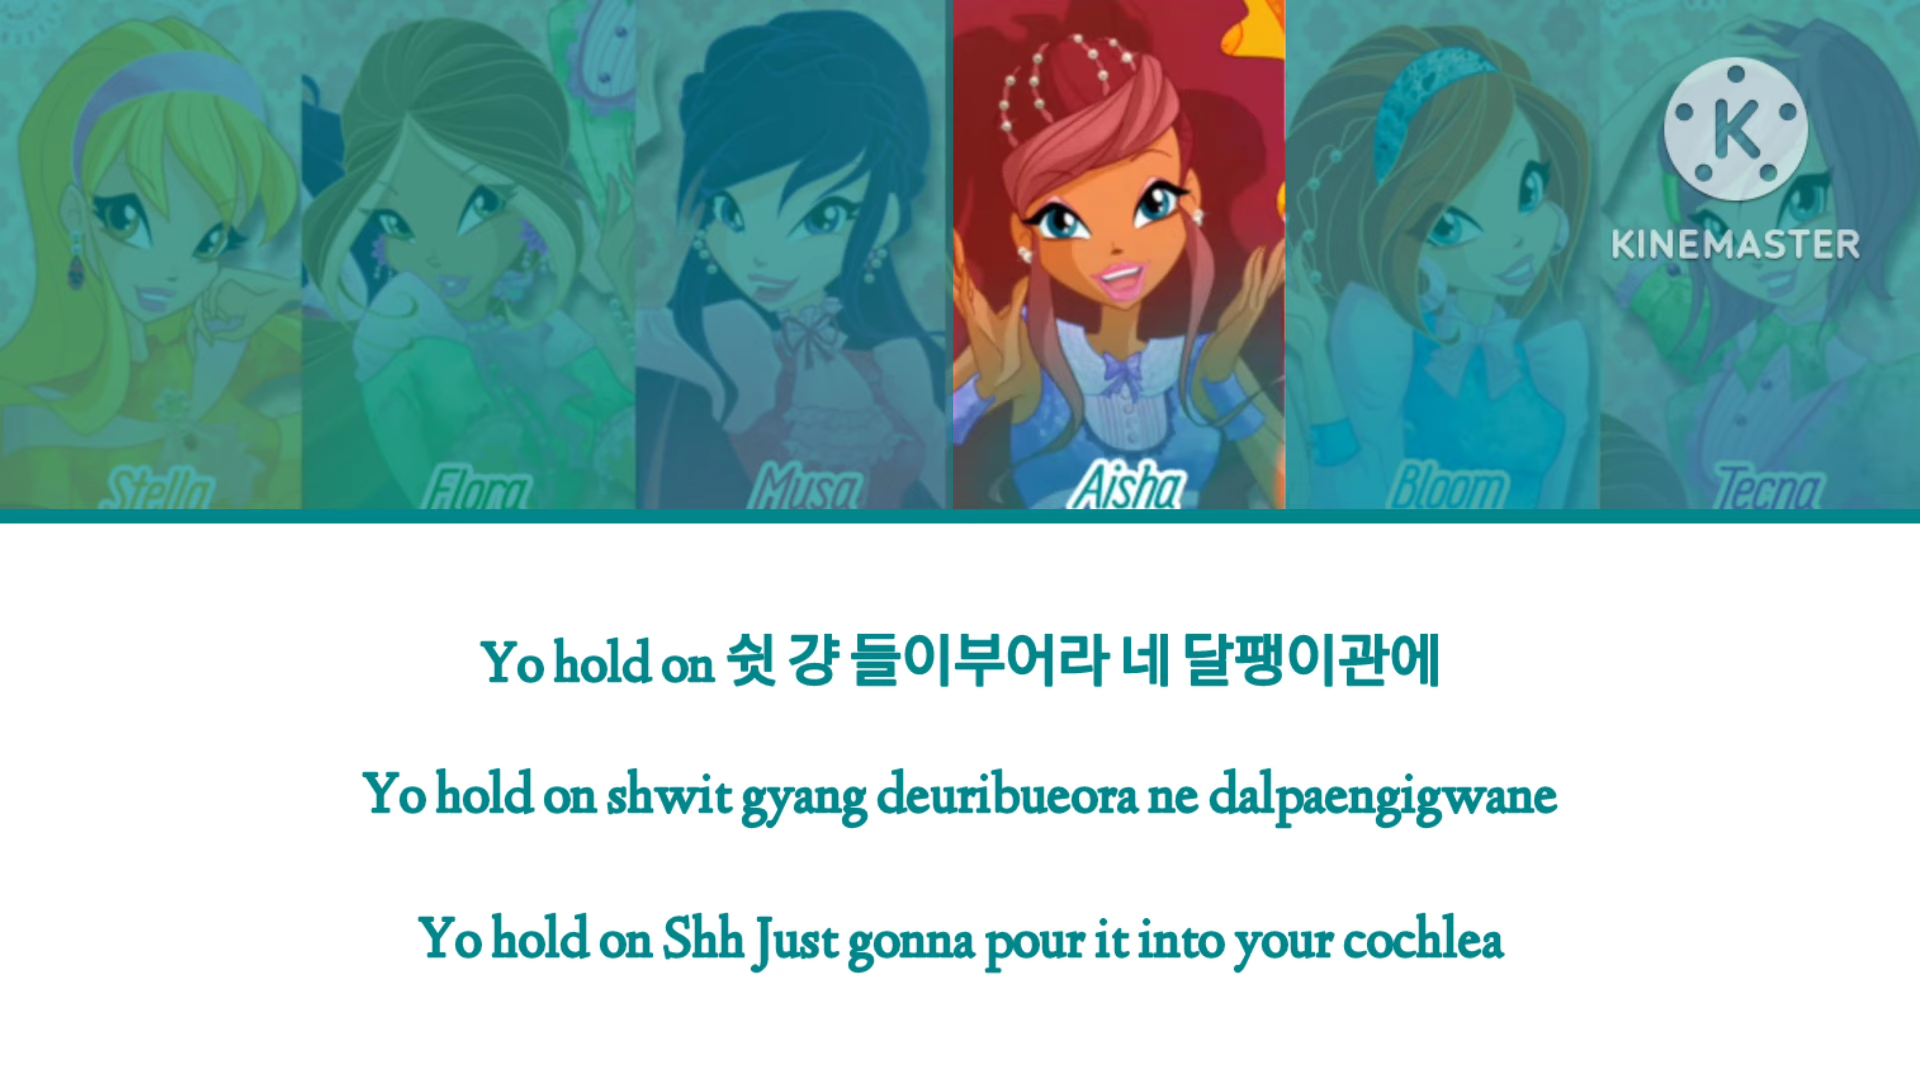 K
KINEMASTER
Stella
Flora
Musa
Aisha
Bloom
Tecna
Yo hold on 쉿 걍 들이부어라 네 달팽이관에
Yo hold on shwit gyang deuribueora ne dalpaengigwane
Yo hold on Shh Just gonna pour it into your cochlea